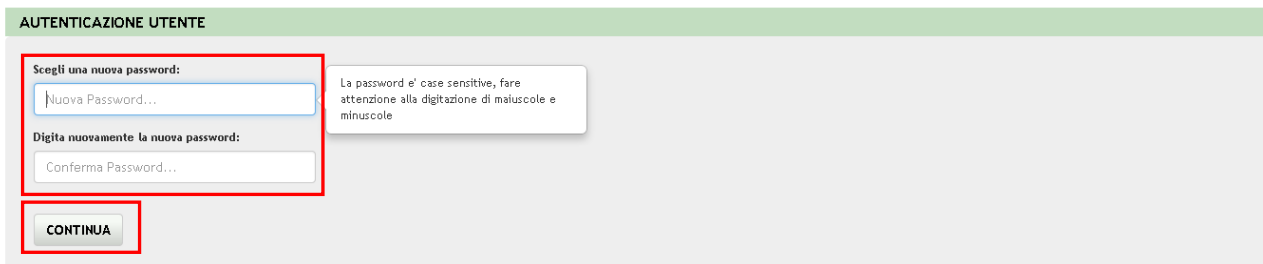 AUTENTICAZIONE UTENTE
Scegli una nuova password:
Nuova Password...
La password e' case sensitive, fare
attenzione alla digitazione di maiuscole e
minuscole
Digita nuovamente la nuova password:
Conferma Password...
CONTINUA